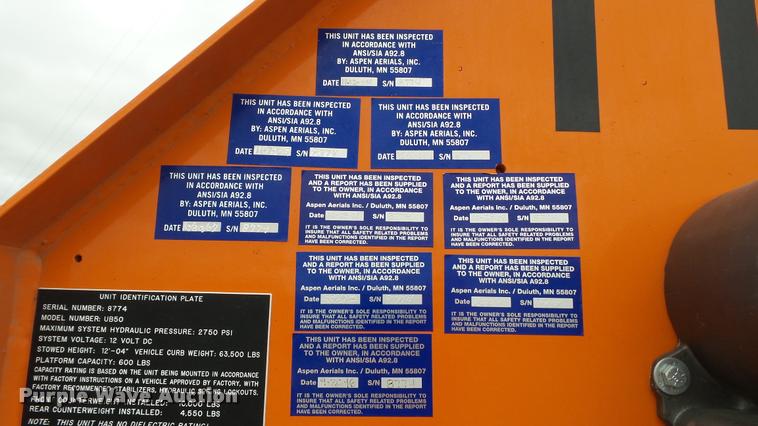 THIS UNIT HAS BEEN INSPECTED
IN ACCORDANCE WITH
ANSI/SIA A92.8
BY: ASPEN AERIALS, INC.
DULUTH, MN 55807
DATE S/N
THIS UNIT HAS BEEN INSPECTED
IN ACCORDANCE WITH
ANSI/SIA A92.8
BY: ASPEN AERIALS, INC.
DULUTH, MN 55807
DATE S/N
THIS UNIT HAS BEEN INSPECTED
IN ACCORDANCE WITH
ANSI/SIA A92.8
BY: ASPEN AERIALS, INC.
DULUTH, MN 55807
DATE S/N
THIS UNIT HAS BEEN INSPECTED
IN ACCORDANCE WITH
ANSI/SIA A92.8
BY: ASPEN AERIALS, INC.
DULUTH, MN 55807
DATE S/N 8774
THIS UNIT HAS BEEN INSPECTED
AND A REPORT HAS BEEN SUPPLIED
TO THE OWNER, IN ACCORDANCE
WITH ANSI/SIA A92.8
Aspen Aerials Inc. / Duluth, MN 55807
Date S/N
IT IS THE OWNER'S SOLE RESPONSIBILITY TO
INSURE THAT ALL SAFETY RELATED PROBLEMS
AND MALFUNCTIONS IDENTIFIED IN THE REPORT
HAVE BEEN CORRECTED.
THIS UNIT HAS BEEN INSPECTED
AND A REPORT HAS BEEN SUPPLIED
TO THE OWNER, IN ACCORDANCE
WITH ANSI/SIA A92.8
Aspen Aerials Inc. / Duluth, MN 55807
Date S/N
IT IS THE OWNER'S SOLE RESPONSIBILITY TO
INSURE THAT ALL SAFETY RELATED PROBLEMS
AND MALFUNCTIONS IDENTIFIED IN THE REPORT
HAVE BEEN CORRECTED.
THIS UNIT HAS BEEN INSPECTED
AND A REPORT HAS BEEN SUPPLIED
TO THE OWNER, IN ACCORDANCE
WITH ANSI/SIA A92.8
Aspen Aerials Inc. / Duluth, MN 55807
Date S/N
IT IS THE OWNER'S SOLE RESPONSIBILITY TO
INSURE THAT ALL SAFETY RELATED PROBLEMS
AND MALFUNCTIONS IDENTIFIED IN THE REPORT
HAVE BEEN CORRECTED.
THIS UNIT HAS BEEN INSPECTED
AND A REPORT HAS BEEN SUPPLIED
TO THE OWNER, IN ACCORDANCE
WITH ANSI/SIA A92.8
Aspen Aerials Inc. / Duluth, MN 55807
Date S/N
IT IS THE OWNER'S SOLE RESPONSIBILITY TO
INSURE THAT ALL SAFETY RELATED PROBLEMS
AND MALFUNCTIONS IDENTIFIED IN THE REPORT
HAVE BEEN CORRECTED.
THIS UNIT HAS BEEN INSPECTED
AND A REPORT HAS BEEN SUPPLIED
TO THE OWNER, IN ACCORDANCE
WITH ANSI/SIA A92.8
Aspen Aerials Inc. / Duluth, MN 55807
Date S/N 8774
IT IS THE OWNER'S SOLE RESPONSIBILITY TO
INSURE THAT ALL SAFETY RELATED PROBLEMS
AND MALFUNCTIONS IDENTIFIED IN THE REPORT
HAVE BEEN CORRECTED.
UNIT IDENTIFICATION PLATE
SERIAL NUMBER: 8774
MODEL NUMBER: UB50
MAXIMUM SYSTEM HYDRAULIC PRESSURE: 2750 PSI
SYSTEM VOLTAGE: 12 VOLT DC
STOWED HEIGHT: 12'-04" VEHICLE CURB WEIGHT: 63,500 LBS
PLATFORM CAPACITY: 600 LBS
CAPACITY RATING IS BASED ON THE UNIT BEING MOUNTED IN ACCORDANCE
WITH FACTORY INSTRUCTIONS ON A VEHICLE APPROVED BY FACTORY, WITH
FACTORY RECOMMENDED STABILIZERS, HYDRAULIC SYSTEM OR LOCKOUTS.
COUNTERWEIGHT INSTALLED: 10,000 LBS
REAR COUNTERWEIGHT INSTALLED: 4,550 LBS
NOTE: THIS UNIT HAS NO DIELECTRIC RATING!
Purple Wave Auction